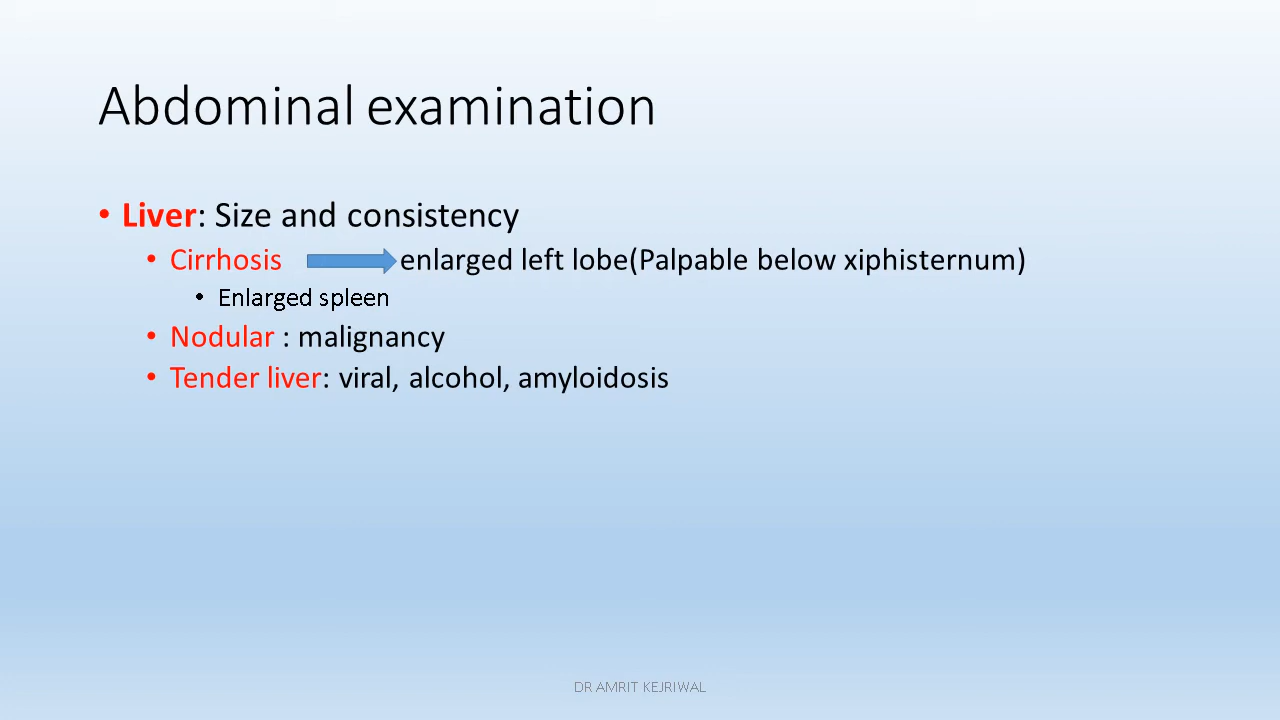 Abdominal examination
• Liver: Size and consistency
• Cirrhosis enlarged left lobe(Palpable below xiphisternum)
• Enlarged spleen
• Nodular : malignancy
• Tender liver: viral, alcohol, amyloidosis
DR AMRIT KEJRIWAL